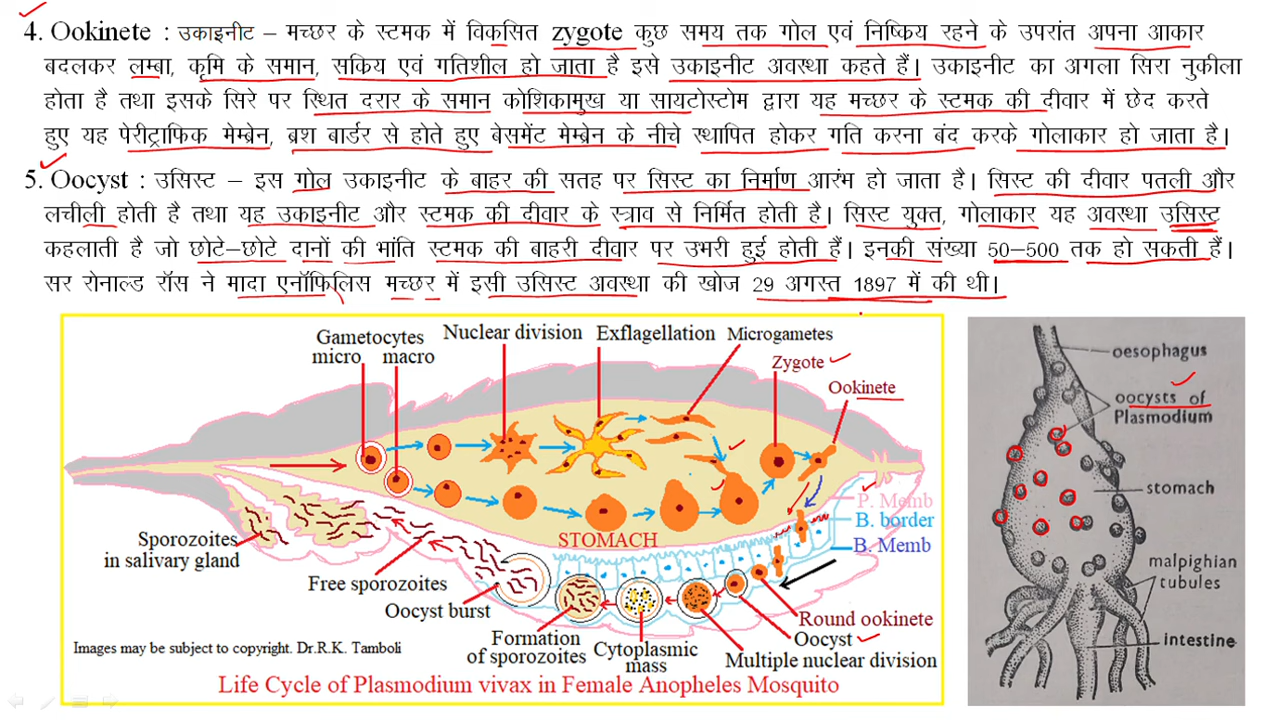 4. Ookinete : उकाइनीट – मच्छर के स्टमक में विकसित zygote कुछ समय तक गोल एवं निष्किय रहने के उपरांत अपना आकार
बदलकर लम्बा, कृमि के समान, सकिय एवं गतिशील हो जाता है इसे उकाइनीट अवस्था कहते हैं। उकाइनीट का अगला सिरा नुकीला
होता है तथा इसके सिरे पर स्थित दरार के समान कोशिकामुख या सायटोस्टोम द्वारा यह मच्छर के स्टमक की दीवार में छेद करते
हुए यह पेरीट्राफिक मेम्ब्रेन, ब्रश बार्डर से होते हुए बेसमेंट मेम्ब्रेन के नीचे स्थापित होकर गति करना बंद करके गोलाकार हो जाता है।
5. Oocyst : उसिस्ट – इस गोल उकाइनीट के बाहर की सतह पर सिस्ट का निर्माण आरंभ हो जाता है। सिस्ट की दीवार पतली और
लचीली होती है तथा यह उकाइनीट और स्टमक की दीवार के स्त्राव से निर्मित होती है। सिस्ट युक्त, गोलाकार यह अवस्था उसिस्ट
कहलाती है जो छोटे–छोटे दानों की भांति स्टमक की बाहरी दीवार पर उभरी हुई होती हैं। इनकी संख्या 50–500 तक हो सकती हैं।
सर रोनाल्ड रॉस ने मादा एनॉफिलिस मच्छर में इसी उसिस्ट अवस्था की खोज 29 अगस्त 1897 में की थी।
Gametocytes
micro macro
Nuclear division
Exflagellation
Microgametes
Zygote
Ookinete
P. Memb
B. border
B. Memb
STOMACH
Sporozoites
in salivary gland
Free sporozoites
Oocyst burst
Formation
of sporozoites
Cytoplasmic
mass
Round ookinete
Oocyst
Multiple nuclear division
Images may be subject to copyright. Dr.R.K. Tamboli
Life Cycle of Plasmodium vivax in Female Anopheles Mosquito
oesophagus
oocysts of
Plasmodium
stomach
malpighian
tubules
intestine